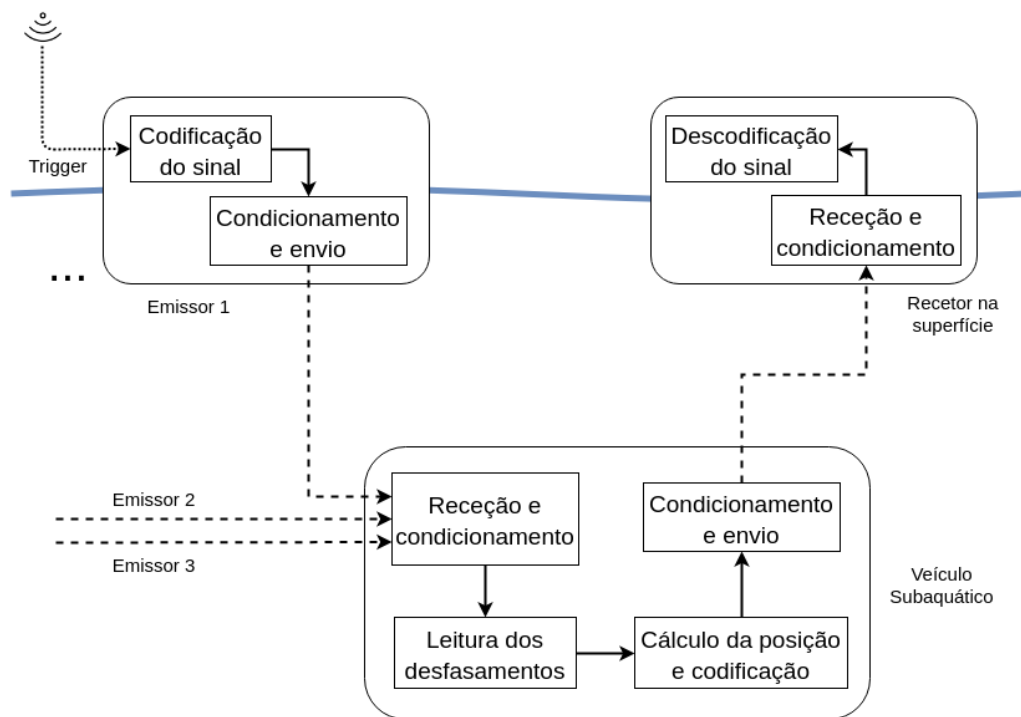 Trigger
Codificação
do sinal
Condicionamento
e envio
...
Emissor 1
Descodificação
do sinal
Receção e
condicionamento
Recetor na
superfície
Emissor 2
Emissor 3
Receção e
condicionamento
Leitura dos
desfasamentos
Condicionamento
e envio
Cálculo da posição
e codificação
Veículo
Subaquático